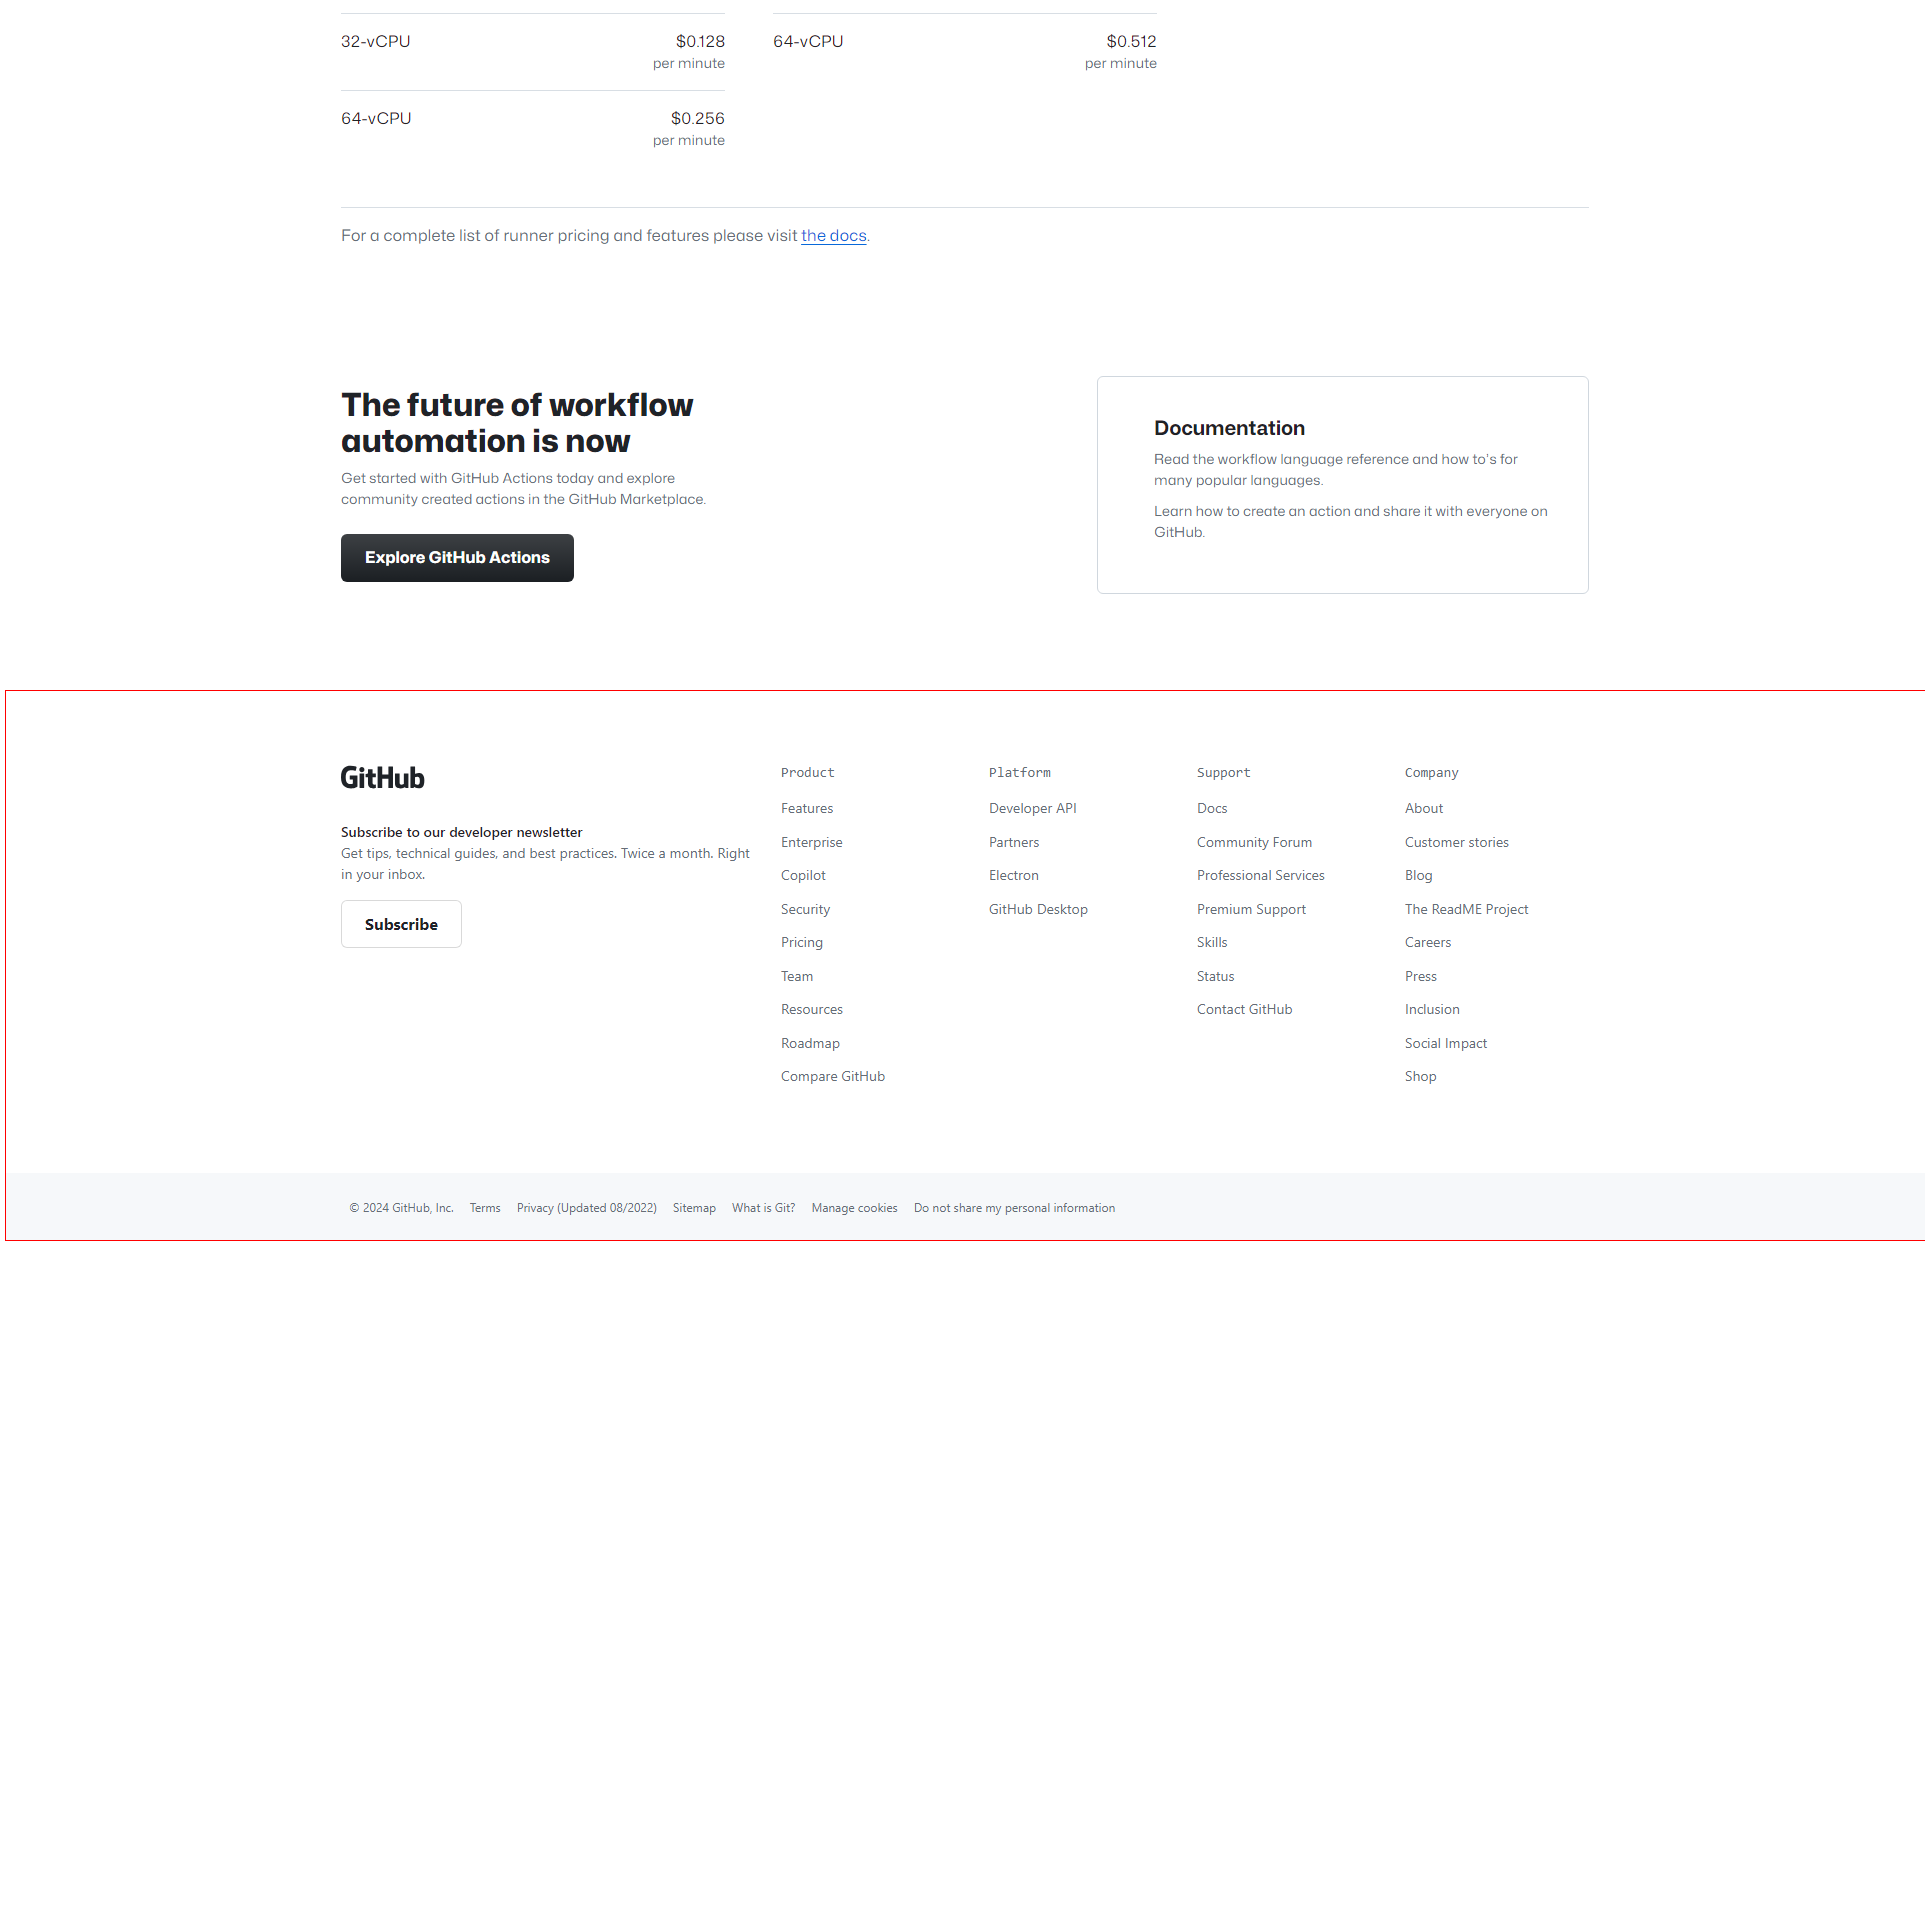 32-vCPU
$0.128
per minute
64-vCPU
$0.512
per minute
64-vCPU
$0.256
per minute
For a complete list of runner pricing and features please visit the docs.
The future of workflow
automation is now
Get started with GitHub Actions today and explore
community created actions in the GitHub Marketplace.
Explore GitHub Actions
Documentation
Read the workflow language reference and how to's for
many popular languages.
Learn how to create an action and share it with everyone on
GitHub.
GitHub
Subscribe to our developer newsletter
Get tips, technical guides, and best practices. Twice a month. Right
in your inbox.
Subscribe
Product
Features
Enterprise
Copilot
Security
Pricing
Team
Resources
Roadmap
Compare GitHub
Platform
Developer API
Partners
Electron
GitHub Desktop
Support
Docs
Community Forum
Professional Services
Premium Support
Skills
Status
Contact GitHub
Company
About
Customer stories
Blog
The ReadME Project
Careers
Press
Inclusion
Social Impact
Shop
© 2024 GitHub, Inc. Terms Privacy (Updated 08/2022) Sitemap What is Git? Manage cookies Do not share my personal information